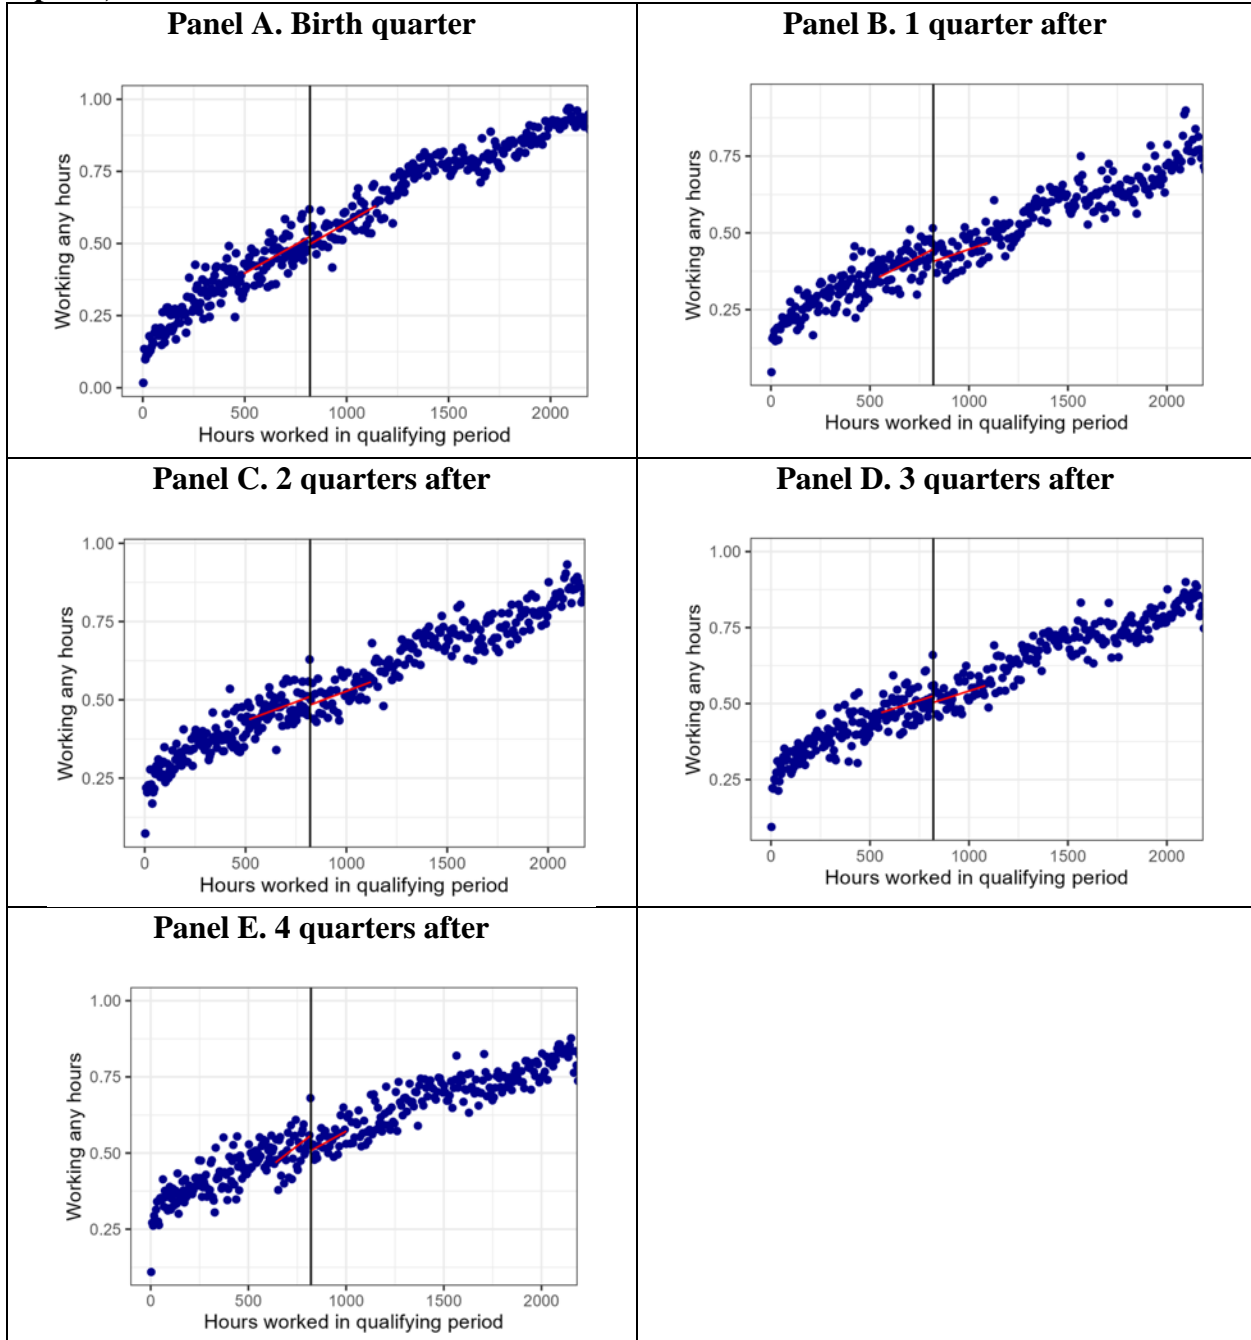 Panel A. Birth quarter
1.00
0.75
0.50
0.25
0.00
Working any hours
0 500 1000 1500 2000
Hours worked in qualifying period
Panel B. 1 quarter after
0.75
0.50
0.25
Working any hours
0 500 1000 1500 2000
Hours worked in qualifying period
Panel C. 2 quarters after
1.00
0.75
0.50
0.25
Working any hours
0 500 1000 1500 2000
Hours worked in qualifying period
Panel D. 3 quarters after
1.00
0.75
0.50
0.25
Working any hours
0 500 1000 1500 2000
Hours worked in qualifying period
Panel E. 4 quarters after
1.00
0.75
0.50
0.25
Working any hours
0 500 1000 1500 2000
Hours worked in qualifying period